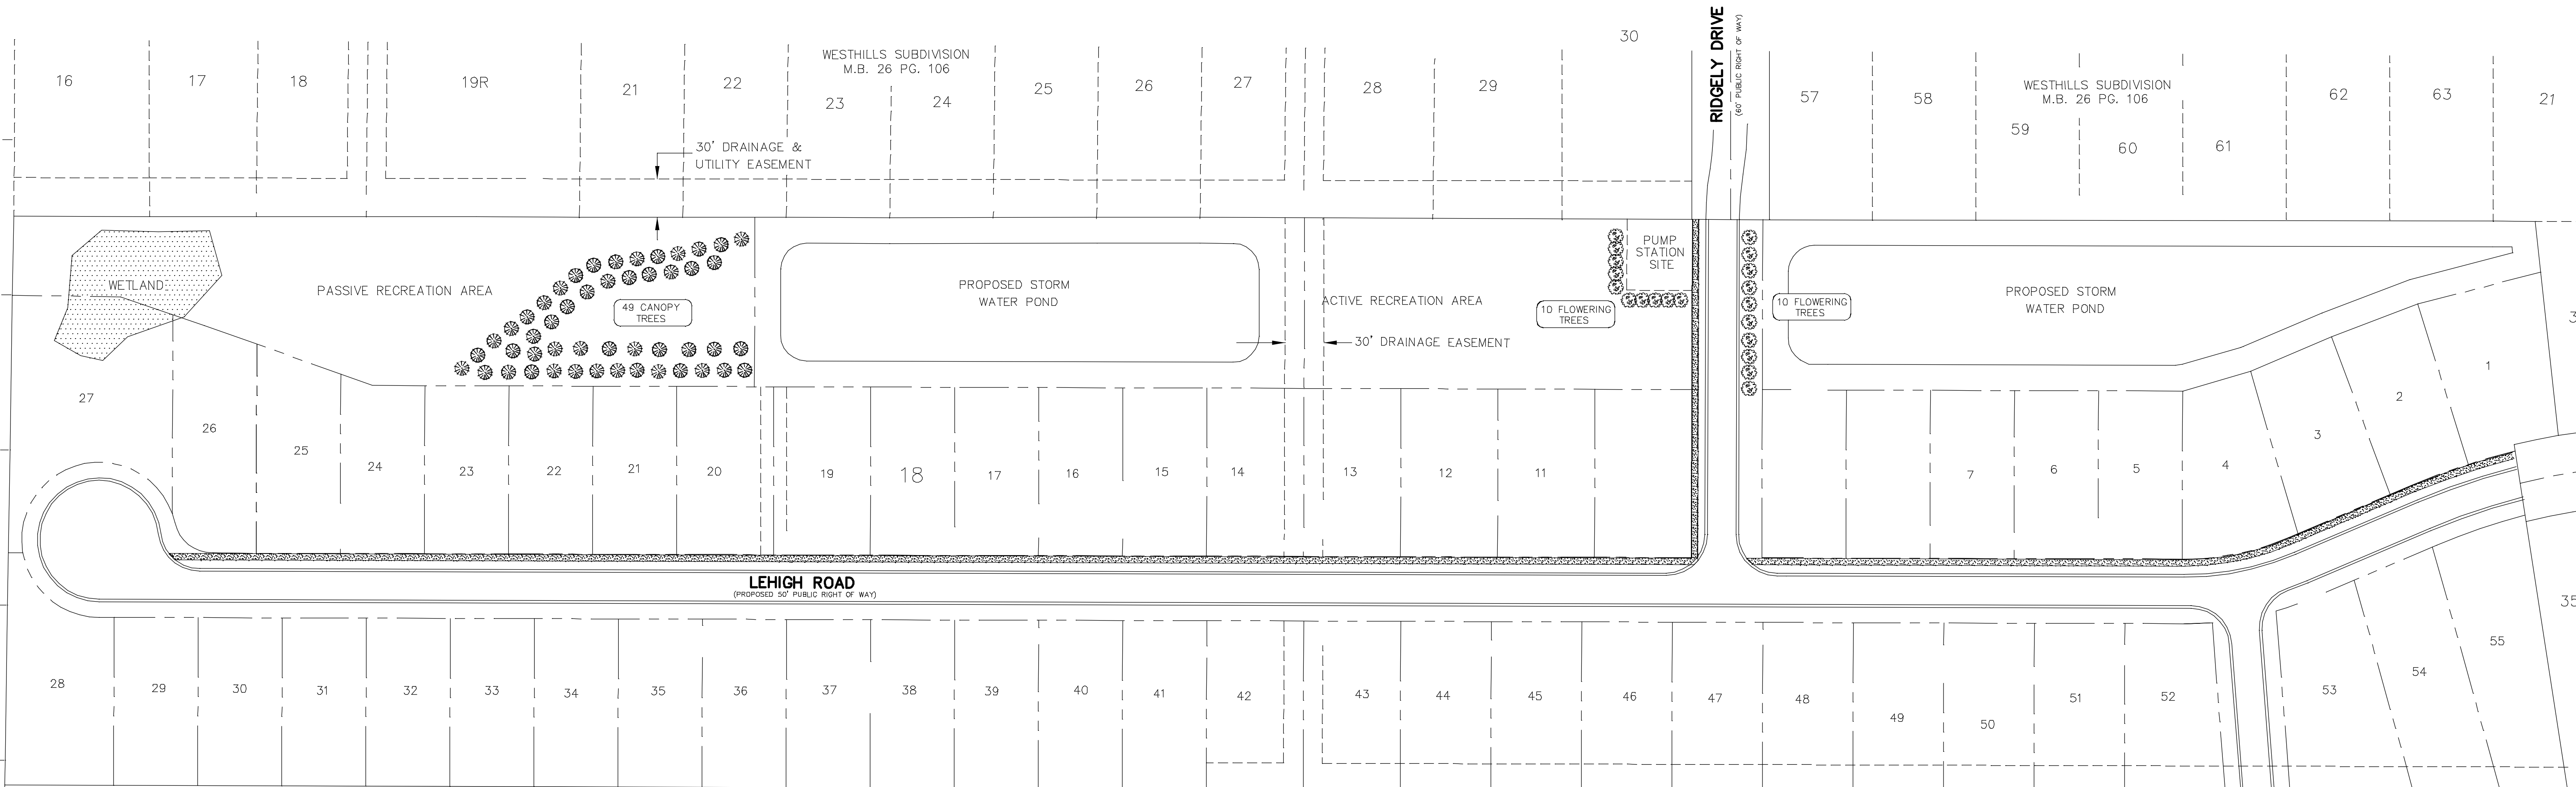 30
RIDGELY DRIVE
(60' PUBLIC RIGHT OF WAY)
16
17
18
19R
21
22
WESTHILLS SUBDIVISION
M.B. 26 PG. 106
23
24
25
26
27
28
29
57
58
WESTHILLS SUBDIVISION
M.B. 26 PG. 106
59
60
61
62
63
21
30' DRAINAGE &
UTILITY EASEMENT
WETLAND
PASSIVE RECREATION AREA
49 CANOPY
TREES
PROPOSED STORM
WATER POND
ACTIVE RECREATION AREA
30' DRAINAGE EASEMENT
PUMP
STATION
SITE
10 FLOWERING
TREES
10 FLOWERING
TREES
PROPOSED STORM
WATER POND
27
26
25
24
23
22
21
20
19
18
17
16
15
14
13
12
11
7
6
5
4
3
2
1
LEHIGH ROAD
(PROPOSED 50' PUBLIC RIGHT OF WAY)
28
29
30
31
32
33
34
35
36
37
38
39
40
41
42
43
44
45
46
47
48
49
50
51
52
53
54
55
35